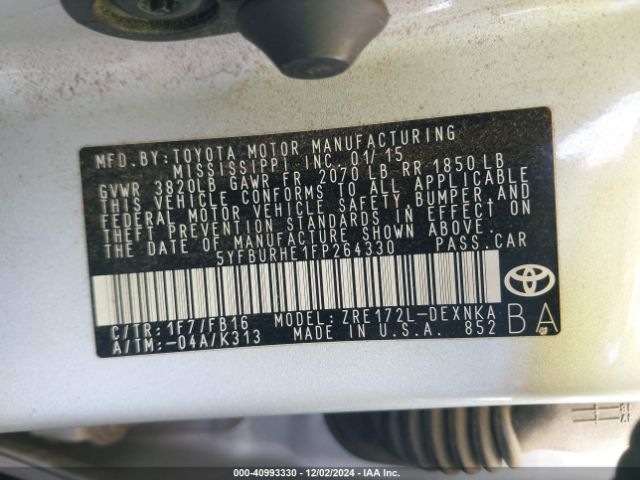 MFD. BY: TOYOTA MOTOR MANUFACTURING
MISSISSIPPI INC. 01/15
GVWR 3820LB GAWR FR 2070 LB RR 1850 LB
THIS VEHICLE CONFORMS TO ALL APPLICABLE
FEDERAL MOTOR VEHICLE SAFETY, BUMPER, AND
THEFT PREVENTION STANDARDS IN EFFECT ON
THE DATE OF MANUFACTURE SHOWN ABOVE.
5YFBURHE1FP264330 PASS. CAR
C/TR: 1F7/FB16 MODEL: ZRE172L-DEXNKA
A/TM: -04A/K313 MADE IN U.S.A. 852
BA
000-40993330 - 12/02/2024 - IAA Inc.